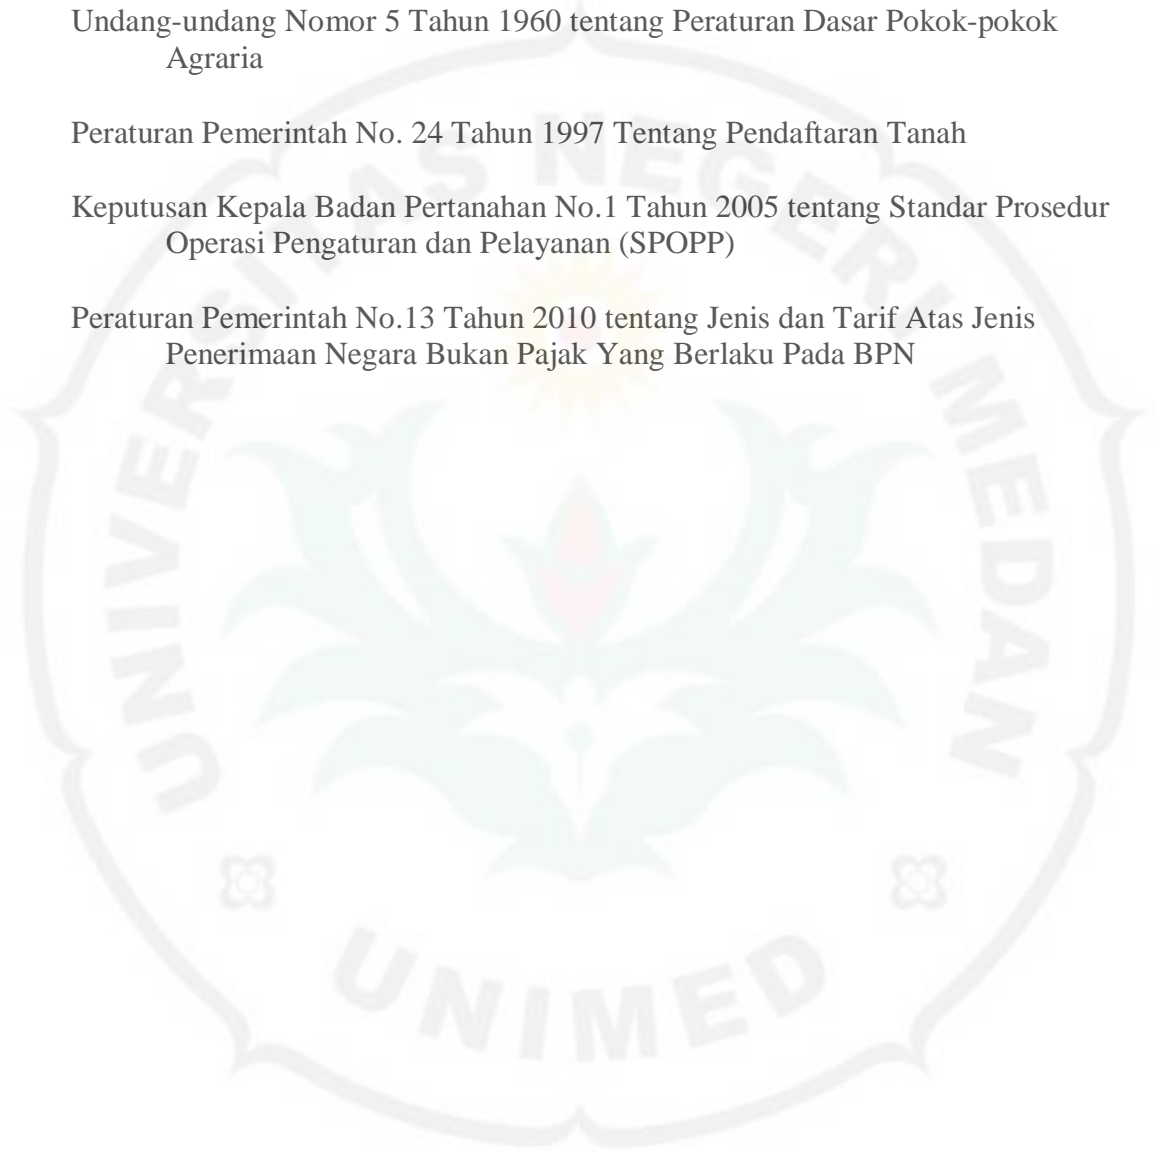 Undang-undang Nomor 5 Tahun 1960 tentang Peraturan Dasar Pokok-pokok
Agraria
Peraturan Pemerintah No. 24 Tahun 1997 Tentang Pendaftaran Tanah
Keputusan Kepala Badan Pertanahan No.1 Tahun 2005 tentang Standar Prosedur
Operasi Pengaturan dan Pelayanan (SPOPP)
Peraturan Pemerintah No.13 Tahun 2010 tentang Jenis dan Tarif Atas Jenis
Penerimaan Negara Bukan Pajak Yang Berlaku Pada BPN
UNIVERSITAS NEGERI MEDAN
UNIMED